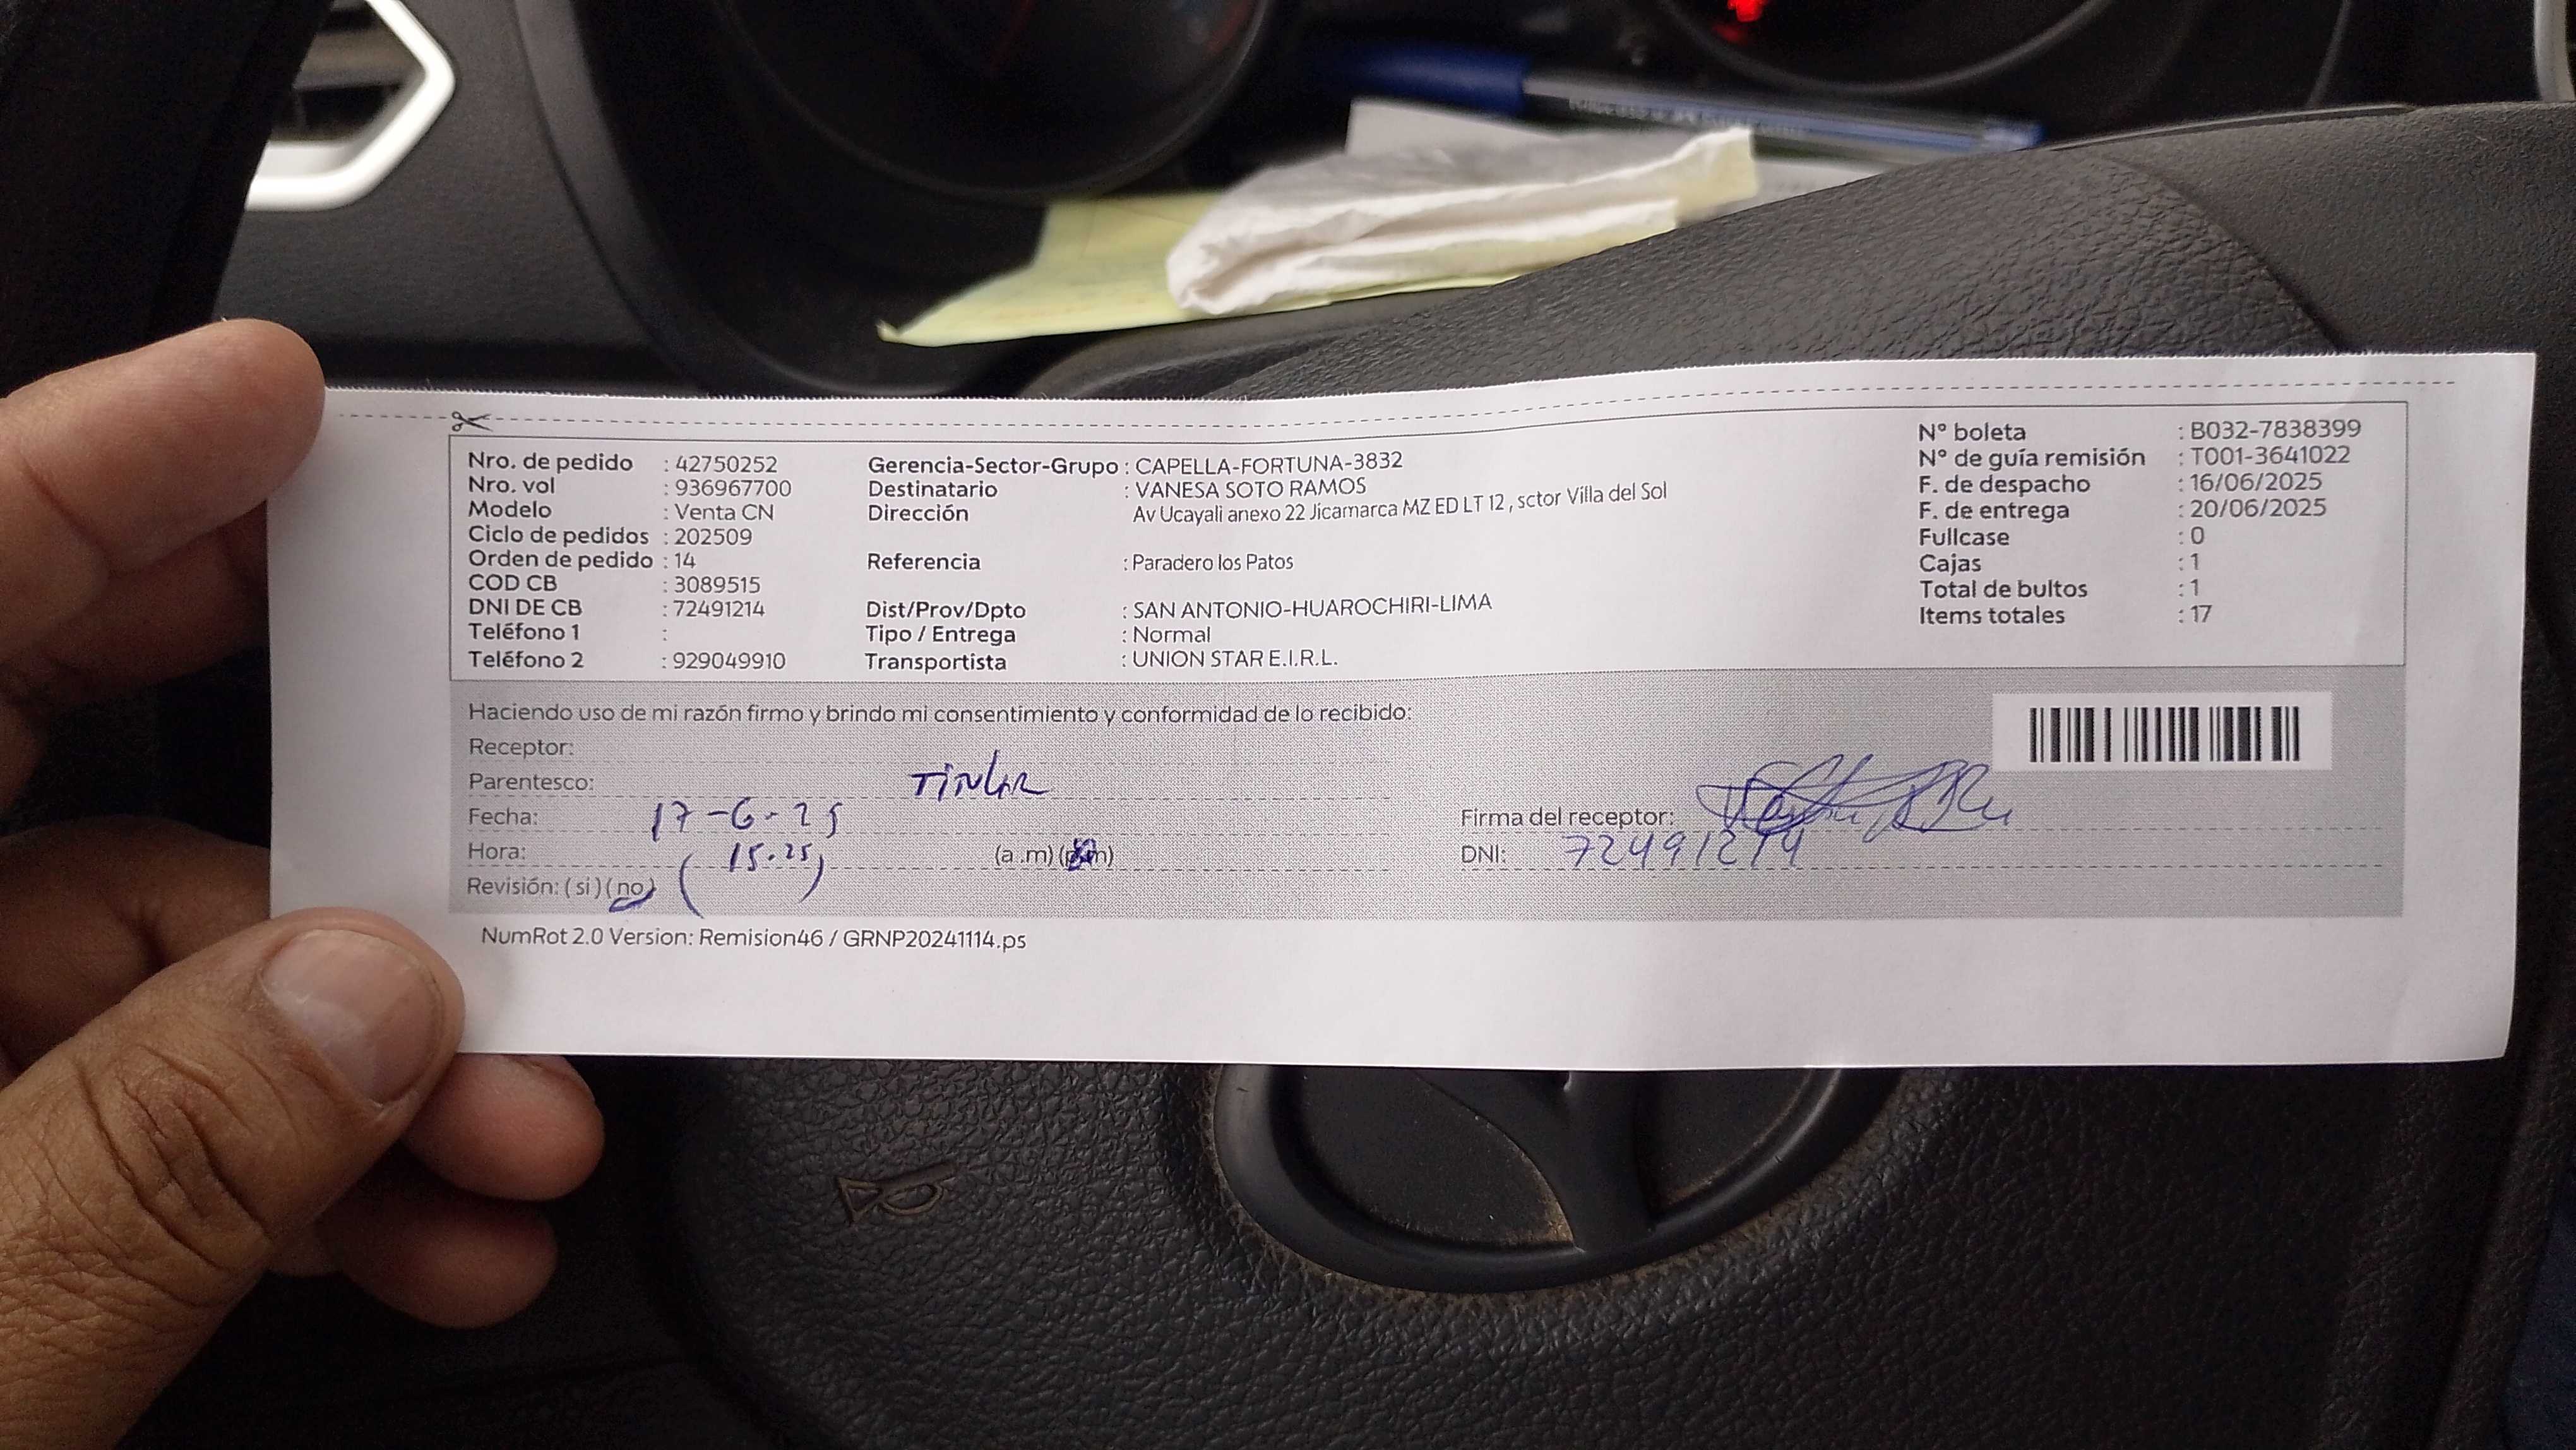 Nro. de pedido : 42750252
Nro. vol : 936967700
Modelo : Venta CN
Ciclo de pedidos : 202509
Orden de pedido : 14
COD CB : 3089515
DNI DE CB : 72491214
Teléfono 1 :
Teléfono 2 : 929049910
Gerencia-Sector-Grupo : CAPELLA-FORTUNA-3832
Destinatario : VANESA SOTO RAMOS
Dirección Av Ucayali anexo 22 Jicamarca MZ ED LT 12 , sctor Villa del Sol
Referencia : Paradero los Patos
Dist/Prov/Dpto : SAN ANTONIO-HUAROCHIRI-LIMA
Tipo / Entrega : Normal
Transportista : UNION STAR E.I.R.L.
N° boleta : B032-7838399
N° de guía remisión : T001-3641022
F. de despacho : 16/06/2025
F. de entrega : 20/06/2025
Fullcase : 0
Cajas : 1
Total de bultos : 1
Items totales : 17
Haciendo uso de mi razón firmo y brindo mi consentimiento y conformidad de lo recibido:
Receptor:
Parentesco: Titular
Fecha: 17-6-25
Hora: (15.25) (a .m) (p.m)
Revisión: ( si ) ( no )
Firma del receptor:
DNI: 72491214
NumRot 2.0 Version: Remision46 / GRNP20241114.ps